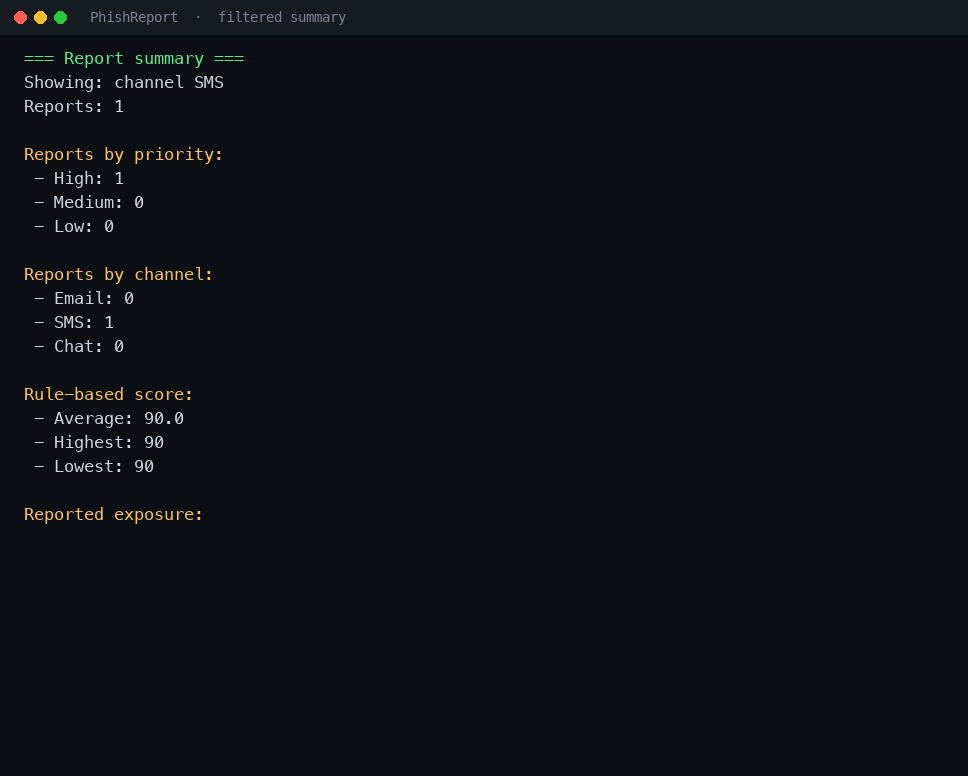 PhishReport · filtered summary
=== Report summary ===
Showing: channel SMS
Reports: 1
Reports by priority:
- High: 1
- Medium: 0
- Low: 0
Reports by channel:
- Email: 0
- SMS: 1
- Chat: 0
Rule-based score:
- Average: 90.0
- Highest: 90
- Lowest: 90
Reported exposure: